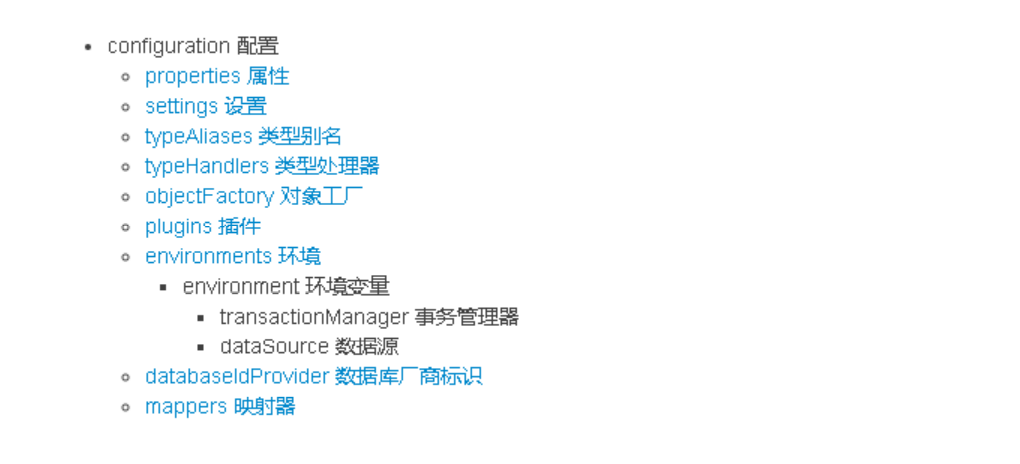 configuration 配置
properties 属性
settings 设置
typeAliases 类型别名
typeHandlers 类型处理器
objectFactory 对象工厂
plugins 插件
environments 环境
environment 环境变量
transactionManager 事务管理器
dataSource 数据源
databaseIdProvider 数据库厂商标识
mappers 映射器